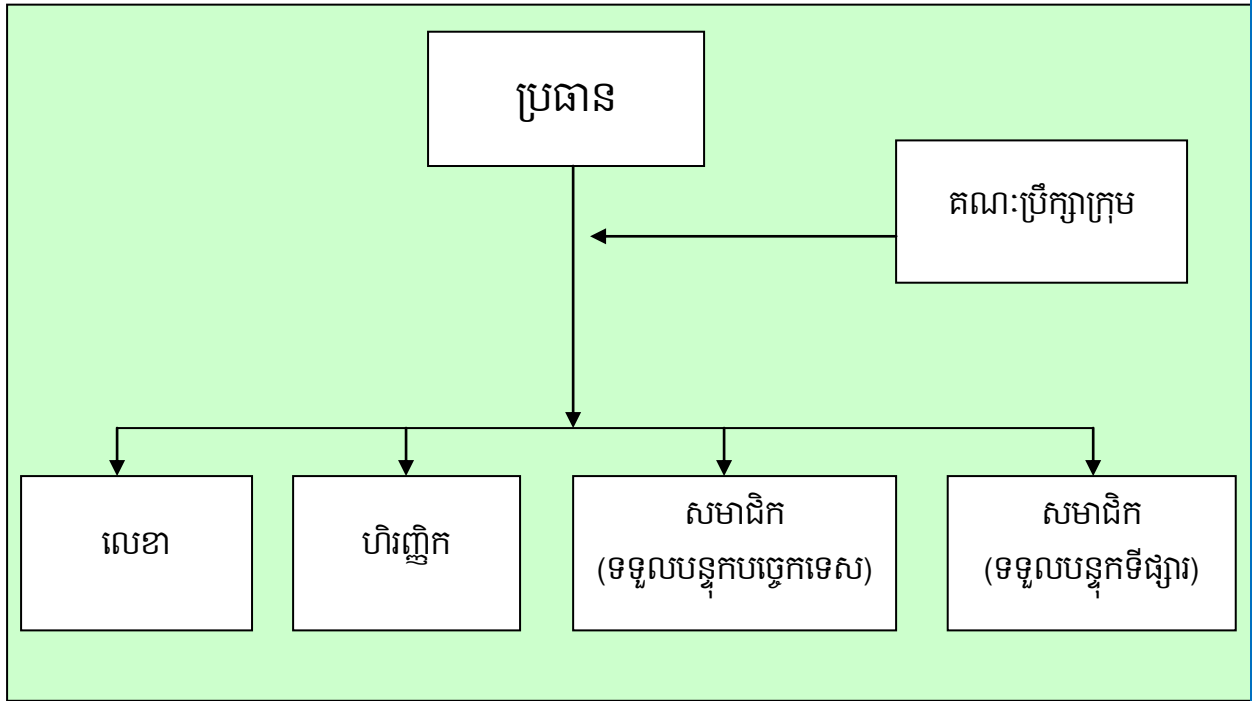 ប្រធាន
គណៈប្រឹក្សាក្រុម
លេខា
ហិរញ្ញិក
សមាជិក
(ទទួលបន្ទុកបច្ចេកទេស)
សមាជិក
(ទទួលបន្ទុកទីផ្សារ)